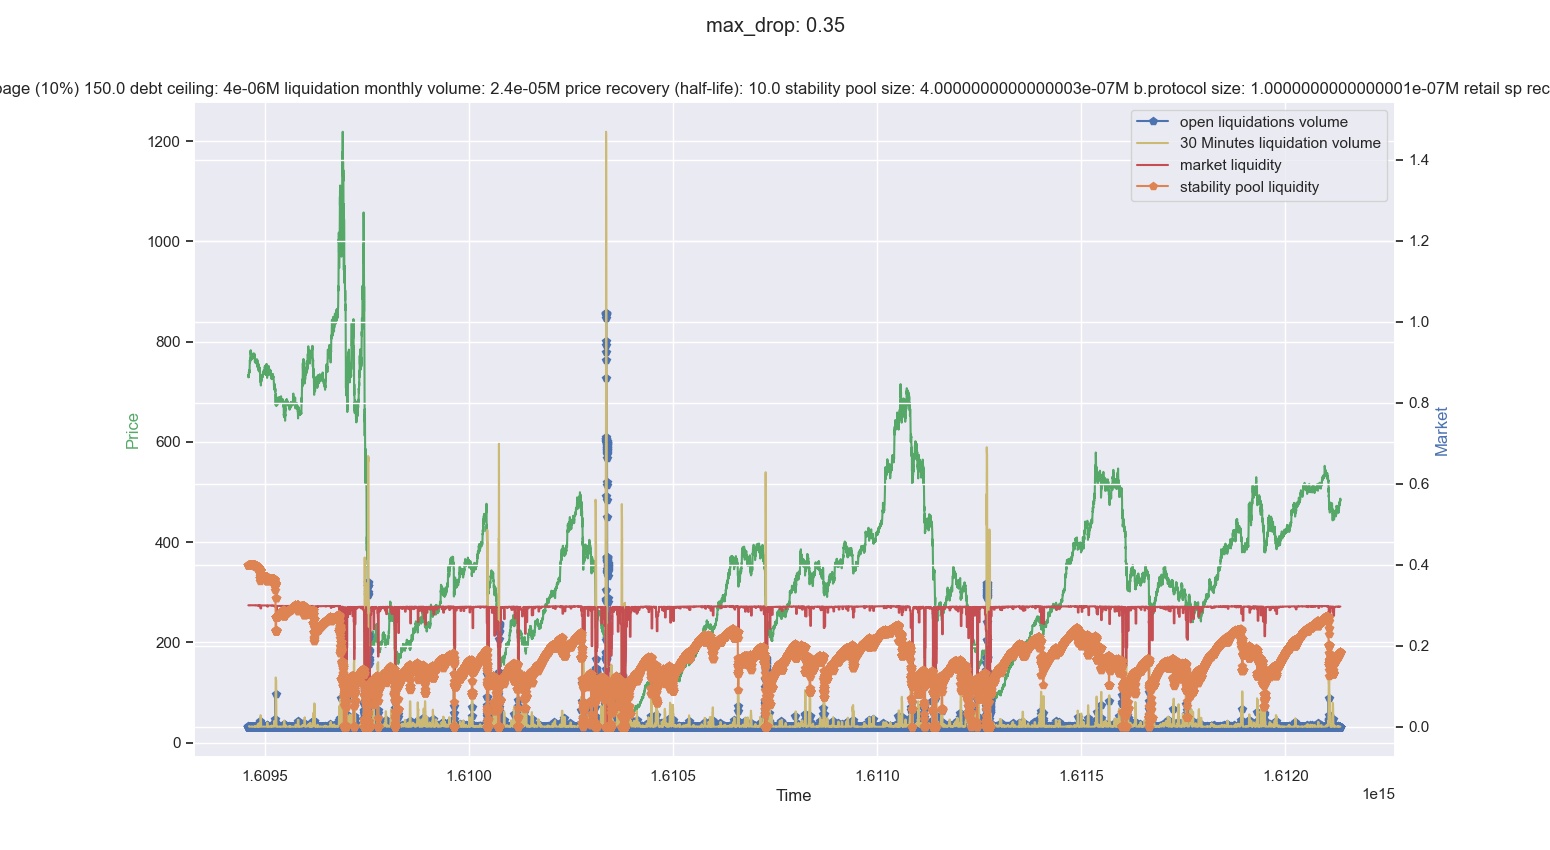 max_drop: 0.35
page (10%) 150.0 debt ceiling: 4e-06M liquidation monthly volume: 2.4e-05M price recovery (half-life): 10.0 stability pool size: 4.0000000000000003e-07M b.protocol size: 1.0000000000000001e-07M retail sp rec
open liquidations volume
30 Minutes liquidation volume
market liquidity
stability pool liquidity
1200
1000
800
600
400
200
0
Price
1.4
1.2
1.0
0.8
0.6
0.4
0.2
0.0
Market
1.6095 1.6100 1.6105 1.6110 1.6115 1.6120
1e15
Time